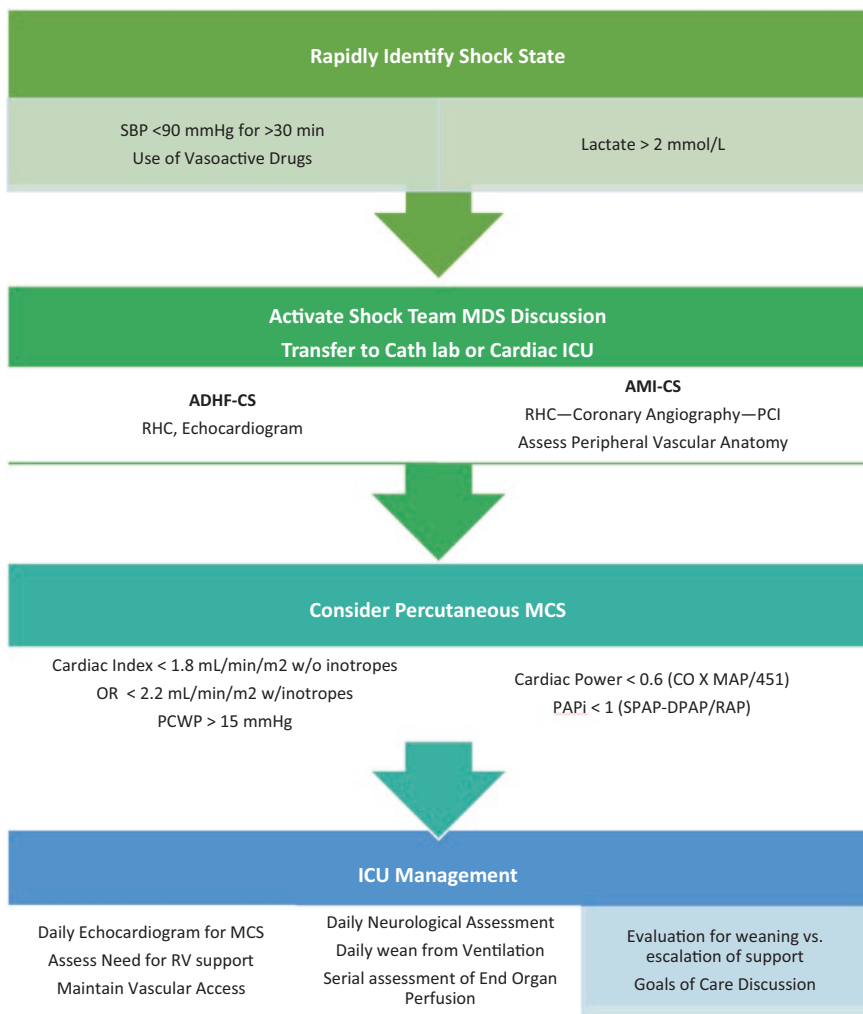 Rapidly Identify Shock State
SBP <90 mmHg for >30 min
Use of Vasoactive Drugs
Lactate > 2 mmol/L
Activate Shock Team MDS Discussion
Transfer to Cath lab or Cardiac ICU
ADHF-CS
RHC, Echocardiogram
AMI-CS
RHC—Coronary Angiography—PCI
Assess Peripheral Vascular Anatomy
Consider Percutaneous MCS
Cardiac Index < 1.8 mL/min/m2 w/o inotropes
OR < 2.2 mL/min/m2 w/inotropes
PCWP > 15 mmHg
Cardiac Power < 0.6 (CO X MAP/451)
PAPi < 1 (SPAP-DPAP/RAP)
ICU Management
Daily Echocardiogram for MCS
Assess Need for RV support
Maintain Vascular Access
Daily Neurological Assessment
Daily wean from Ventilation
Serial assessment of End Organ
Perfusion
Evaluation for weaning vs.
escalation of support
Goals of Care Discussion